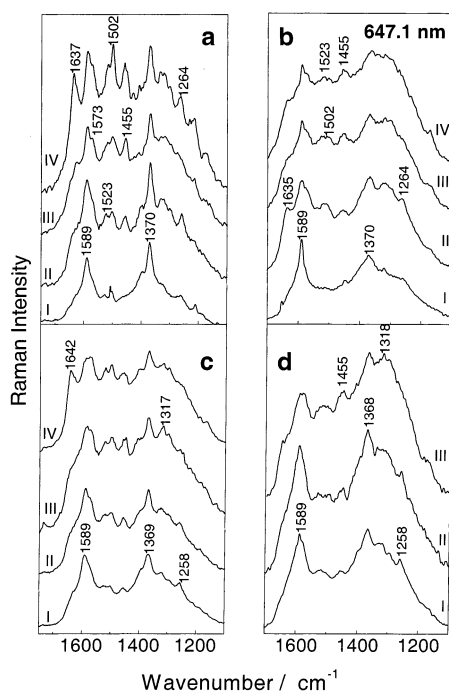 a
1637
1502
1264
1573
1455
1523
1589
1370
IV
III
II
I
b
647.1 nm
1523
1455
1502
1635
1264
1589
1370
IV
III
II
I
Raman Intensity
c
1642
1317
1589
1369
1258
IV
III
II
I
d
1455
1318
1368
1589
1258
III
II
I
1600 1400 1200
1600 1400 1200
Wavenumber / cm⁻¹